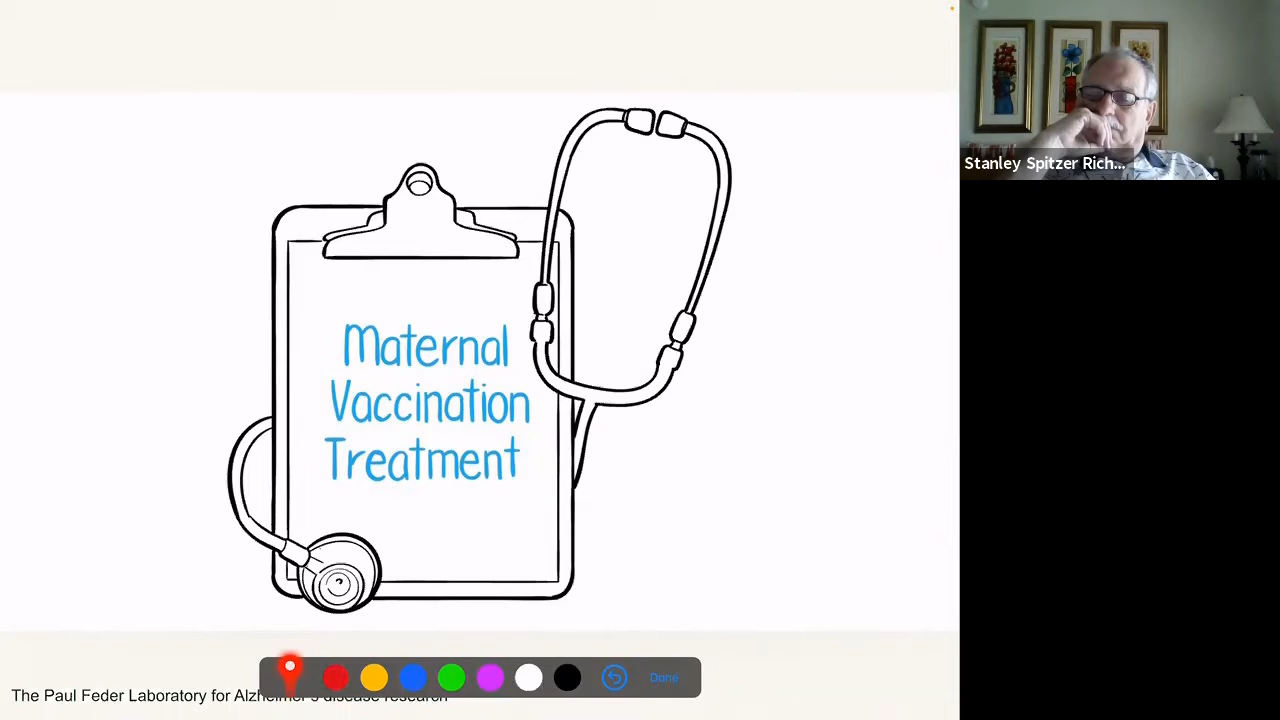 Maternal
Vaccination
Treatment
Stanley Spitzer Rich...
Done
The Paul Feder Laboratory for Alzheimer's disease research